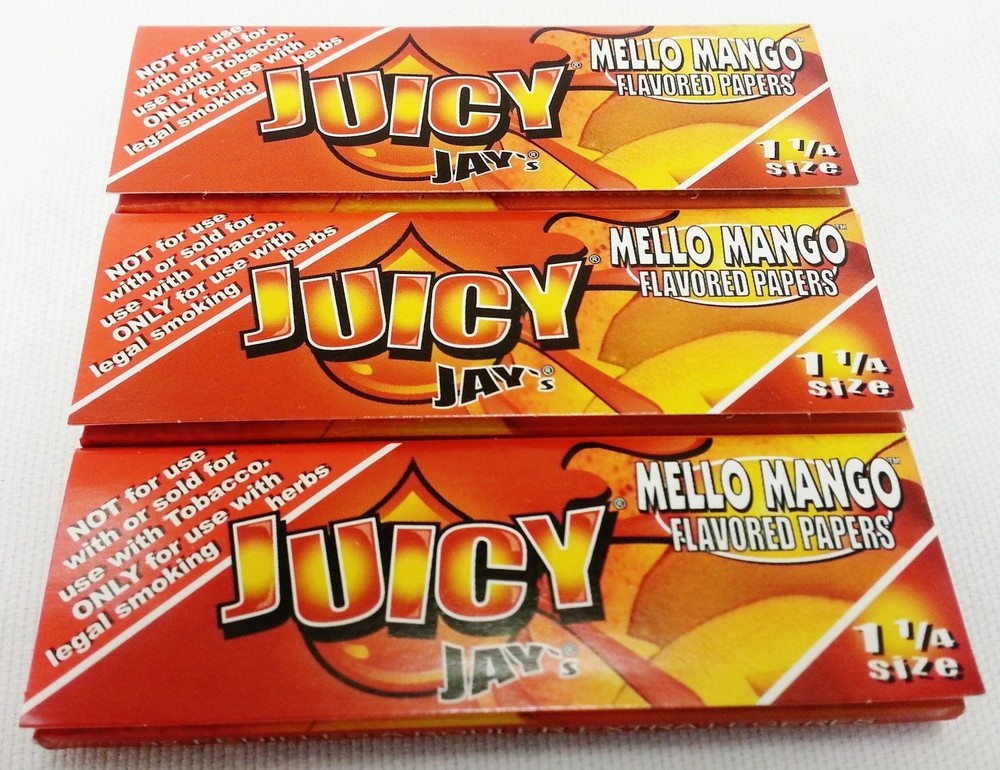 NOT for use
with or sold for
use with Tobacco.
ONLY for use with
legal smoking herbs
JUICY®
JAY's®
MELLO MANGO™
FLAVORED PAPERS
1 1/4
size
NOT for use
with or sold for
use with Tobacco.
ONLY for use with
legal smoking herbs
JUICY®
JAY's®
MELLO MANGO™
FLAVORED PAPERS
1 1/4
size
NOT for use
with or sold for
use with Tobacco.
ONLY for use with
legal smoking herbs
JUICY®
JAY's®
MELLO MANGO™
FLAVORED PAPERS
1 1/4
size